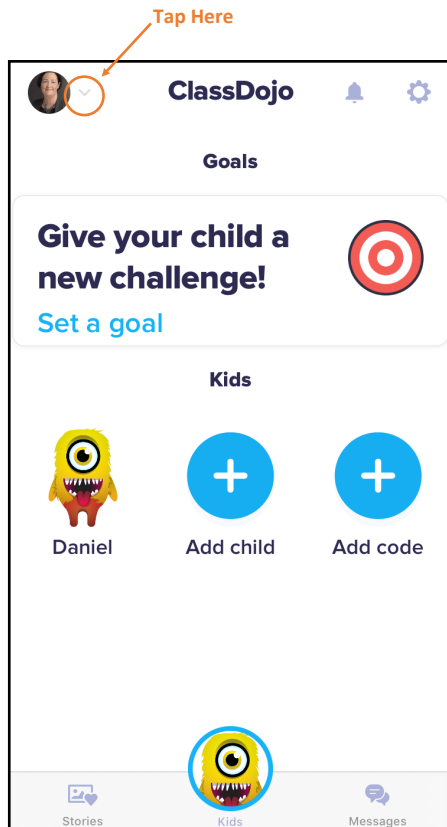 Tap Here
ClassDojo
Goals
Give your child a
new challenge!
Set a goal
Kids
Daniel
Add child
Add code
Stories
Kids
Messages